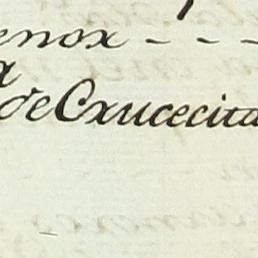 enox - - -
a
de Cxucecita